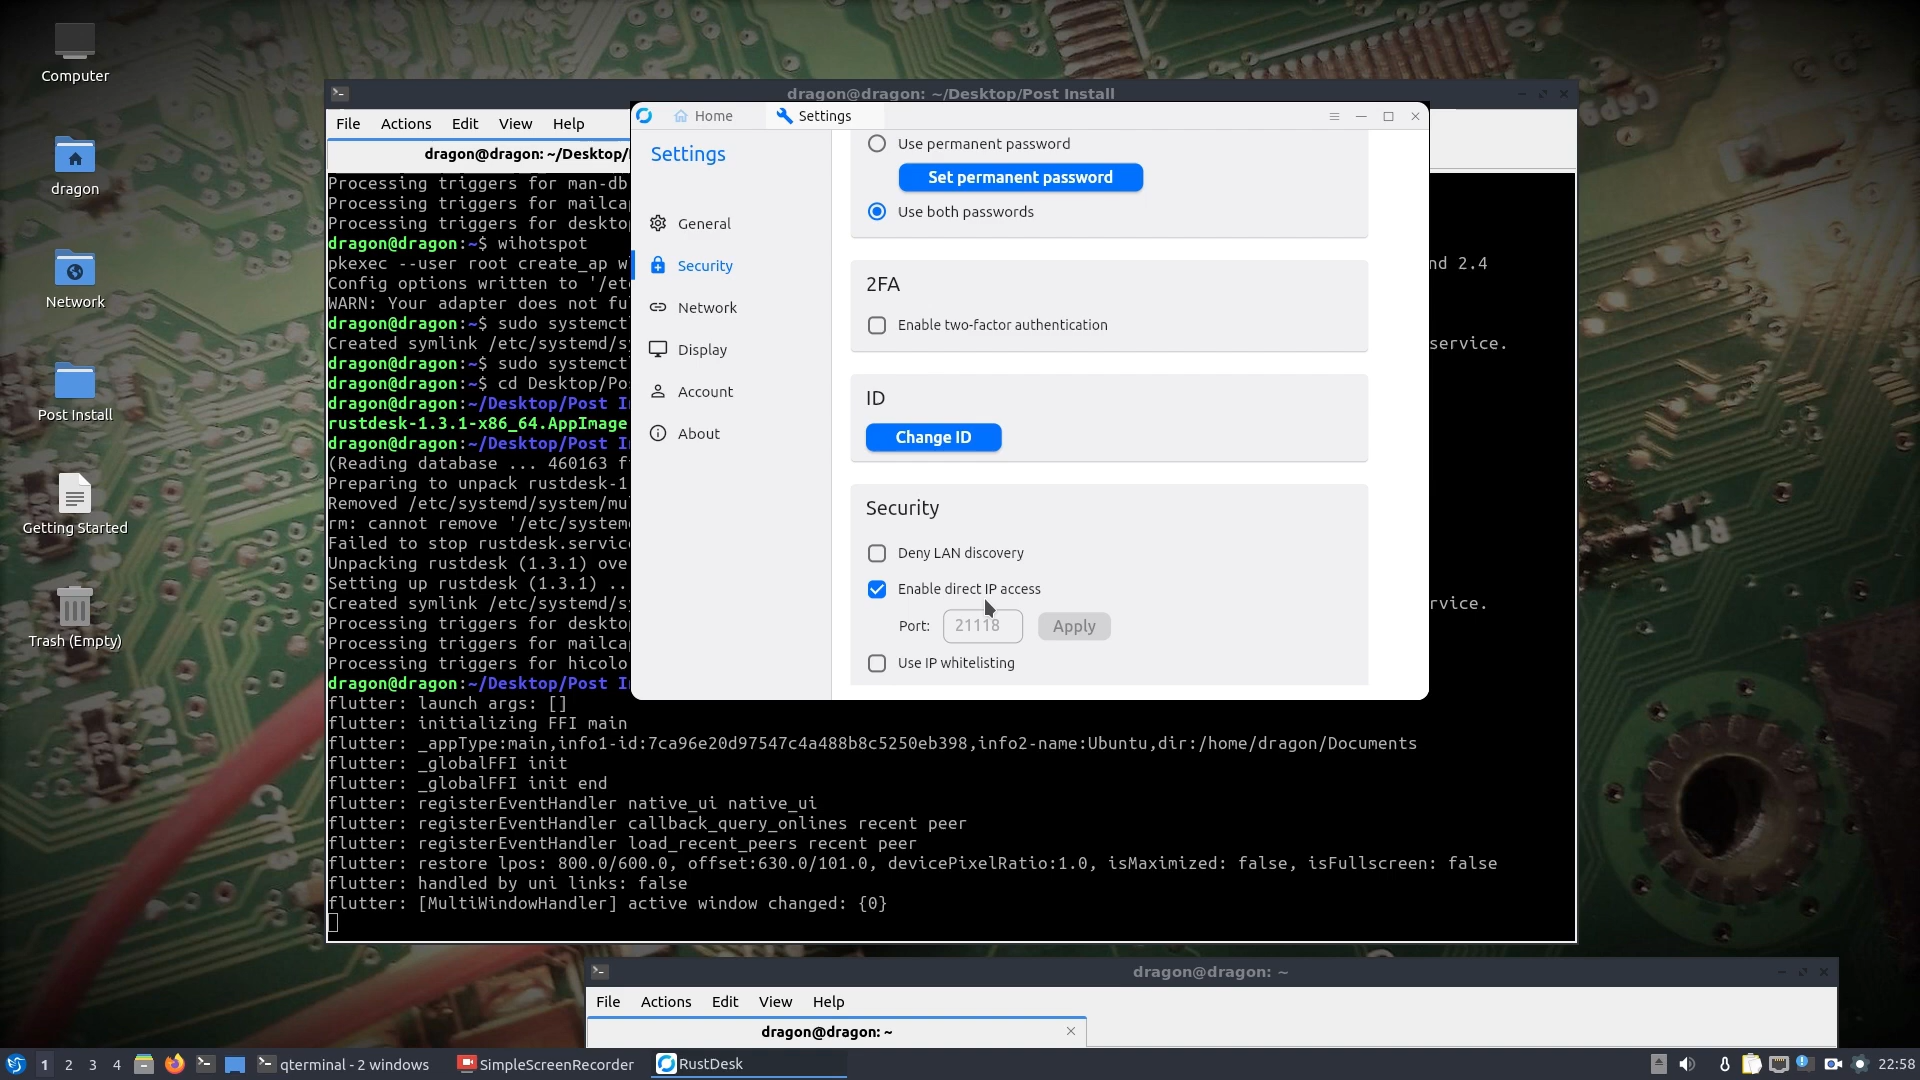 Computer
dragon
Network
Post Install
Getting Started
Trash (Empty)
dragon@dragon: ~/Desktop/Post Install
File Actions Edit View Help
dragon@dragon: ~/Desktop/
Processing triggers for man-db
Processing triggers for mailcap
Processing triggers for desktop
dragon@dragon:~$ wihotspot
pkexec --user root create_ap w
nd 2.4
Config options written to '/etc
WARN: Your adapter does not ful
dragon@dragon:~$ sudo systemct
Created symlink /etc/systemd/s
service.
dragon@dragon:~$ sudo systemct
dragon@dragon:~$ cd Desktop/Po
dragon@dragon:~/Desktop/Post I
rustdesk-1.3.1-x86_64.AppImage
dragon@dragon:~/Desktop/Post I
(Reading database ... 460163 f
Preparing to unpack rustdesk-1
Removed /etc/systemd/system/mu
rm: cannot remove '/etc/system
Failed to stop rustdesk.servic
Unpacking rustdesk (1.3.1) ove
Setting up rustdesk (1.3.1) ..
Created symlink /etc/systemd/s
rvice.
Processing triggers for deskto
Processing triggers for mailca
Processing triggers for hicolo
dragon@dragon:~/Desktop/Post I
flutter: launch args: []
flutter: initializing FFI main
flutter: _appType:main,info1-id:7ca96e20d97547c4a488b8c5250eb398,info2-name:Ubuntu,dir:/home/dragon/Documents
flutter: _globalFFI init
flutter: _globalFFI init end
flutter: registerEventHandler native_ui native_ui
flutter: registerEventHandler callback_query_onlines recent peer
flutter: registerEventHandler load_recent_peers recent peer
flutter: restore lpos: 800.0/600.0, offset:630.0/101.0, devicePixelRatio:1.0, isMaximized: false, isFullscreen: false
flutter: handled by uni links: false
flutter: [MultiWindowHandler] active window changed: {0}
Home Settings
Settings
General
Security
Network
Display
Account
About
Use permanent password
Set permanent password
Use both passwords
2FA
Enable two-factor authentication
ID
Change ID
Security
Deny LAN discovery
Enable direct IP access
Port: 21118 Apply
Use IP whitelisting
dragon@dragon: ~
File Actions Edit View Help
dragon@dragon: ~
1 2 3 4 qterminal - 2 windows SimpleScreenRecorder RustDesk 22:58